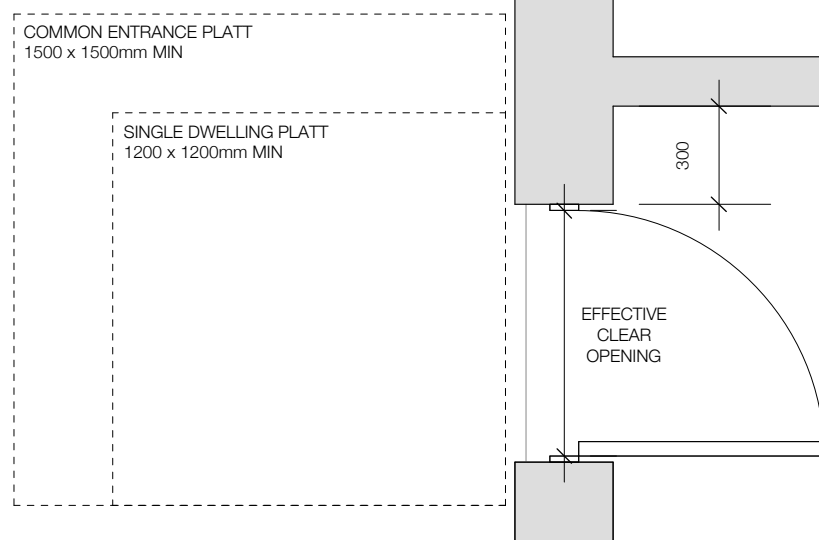 COMMON ENTRANCE PLATT
1500 x 1500mm MIN
SINGLE DWELLING PLATT
1200 x 1200mm MIN
300
EFFECTIVE
CLEAR
OPENING